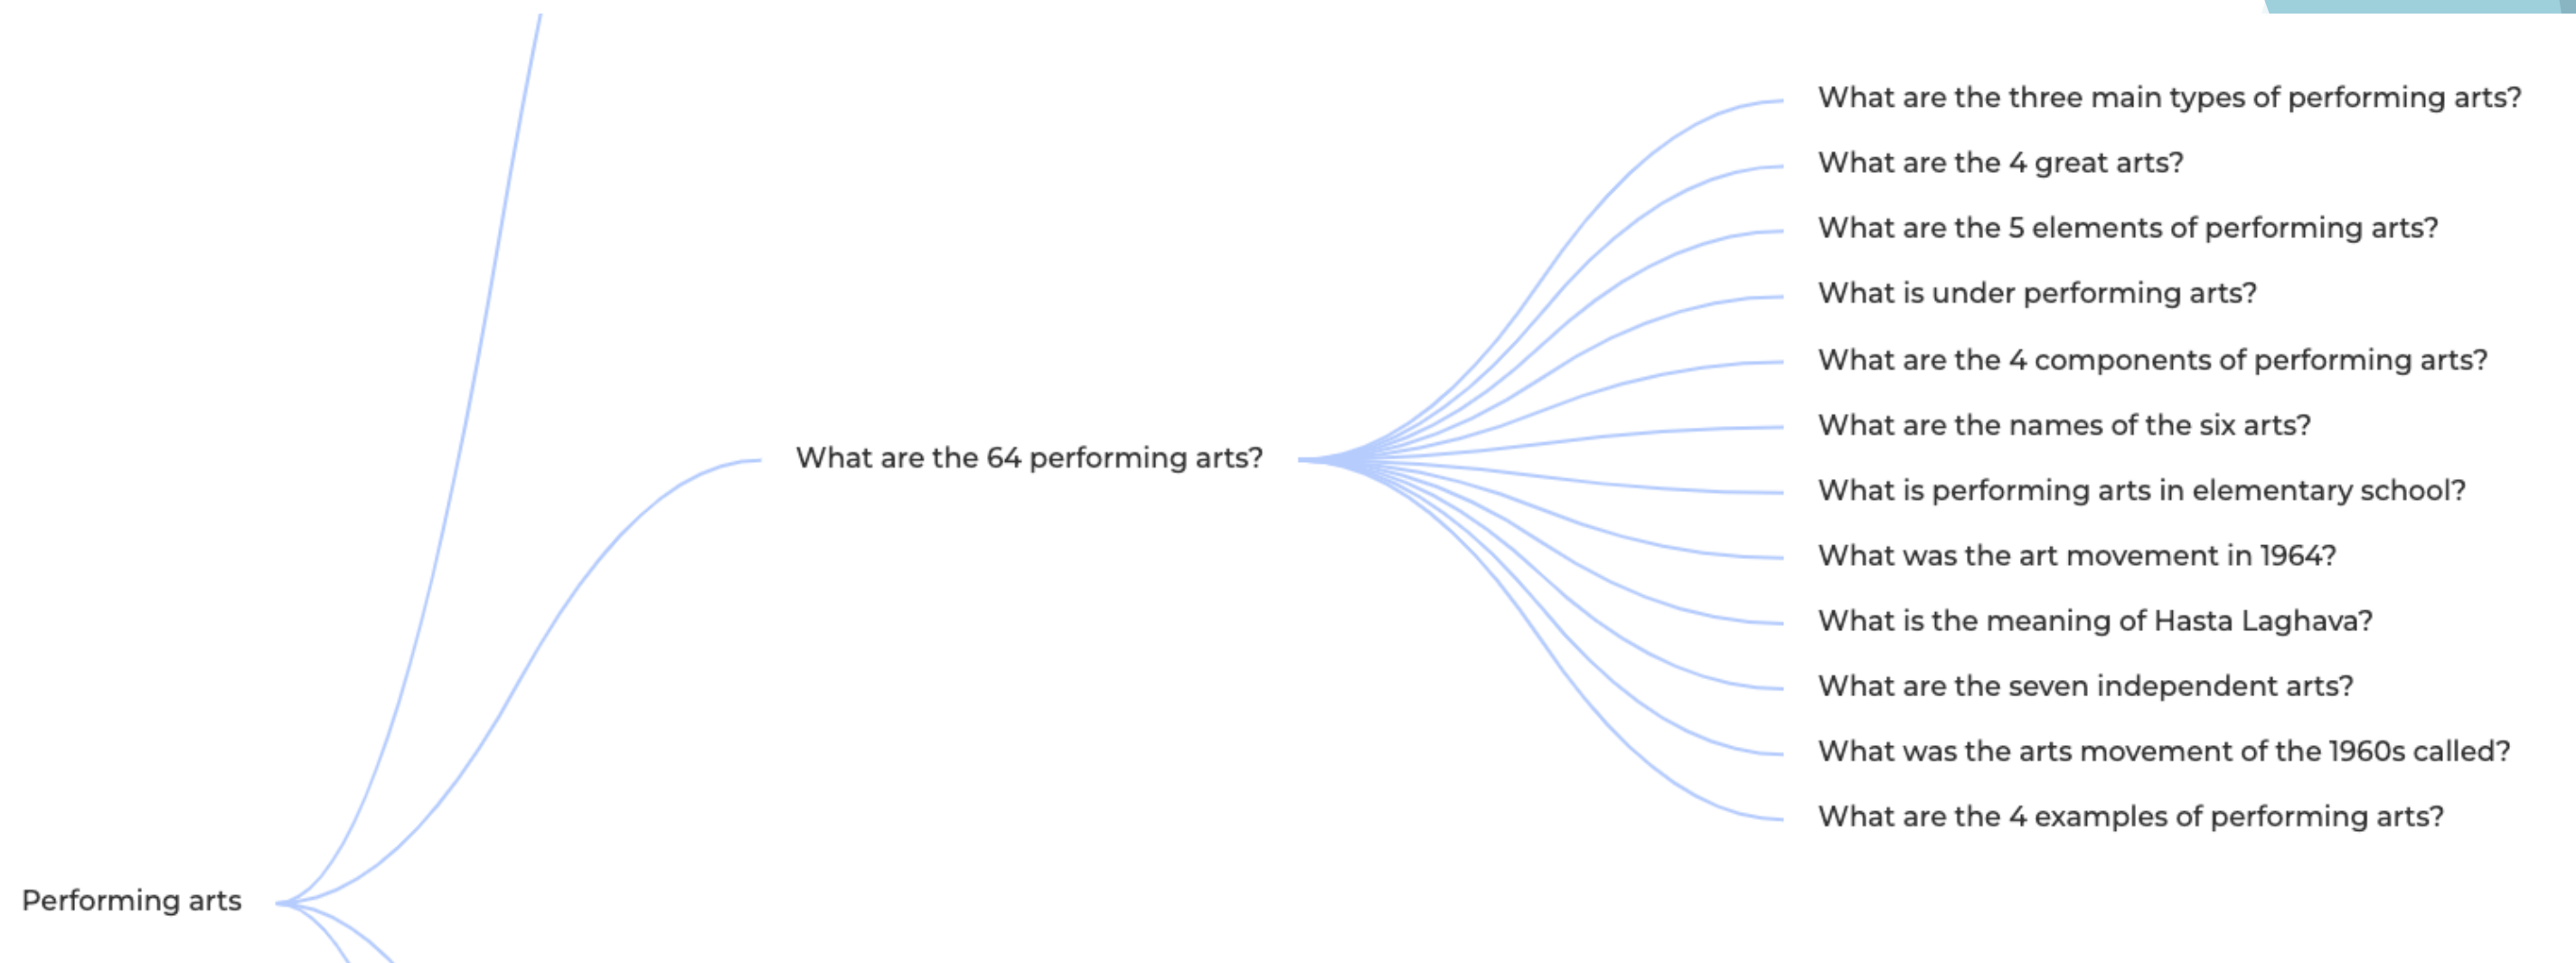 What are the three main types of performing arts?
What are the 4 great arts?
What are the 5 elements of performing arts?
What is under performing arts?
What are the 4 components of performing arts?
What are the names of the six arts?
What are the 64 performing arts?
What is performing arts in elementary school?
What was the art movement in 1964?
What is the meaning of Hasta Laghava?
What are the seven independent arts?
What was the arts movement of the 1960s called?
What are the 4 examples of performing arts?
Performing arts